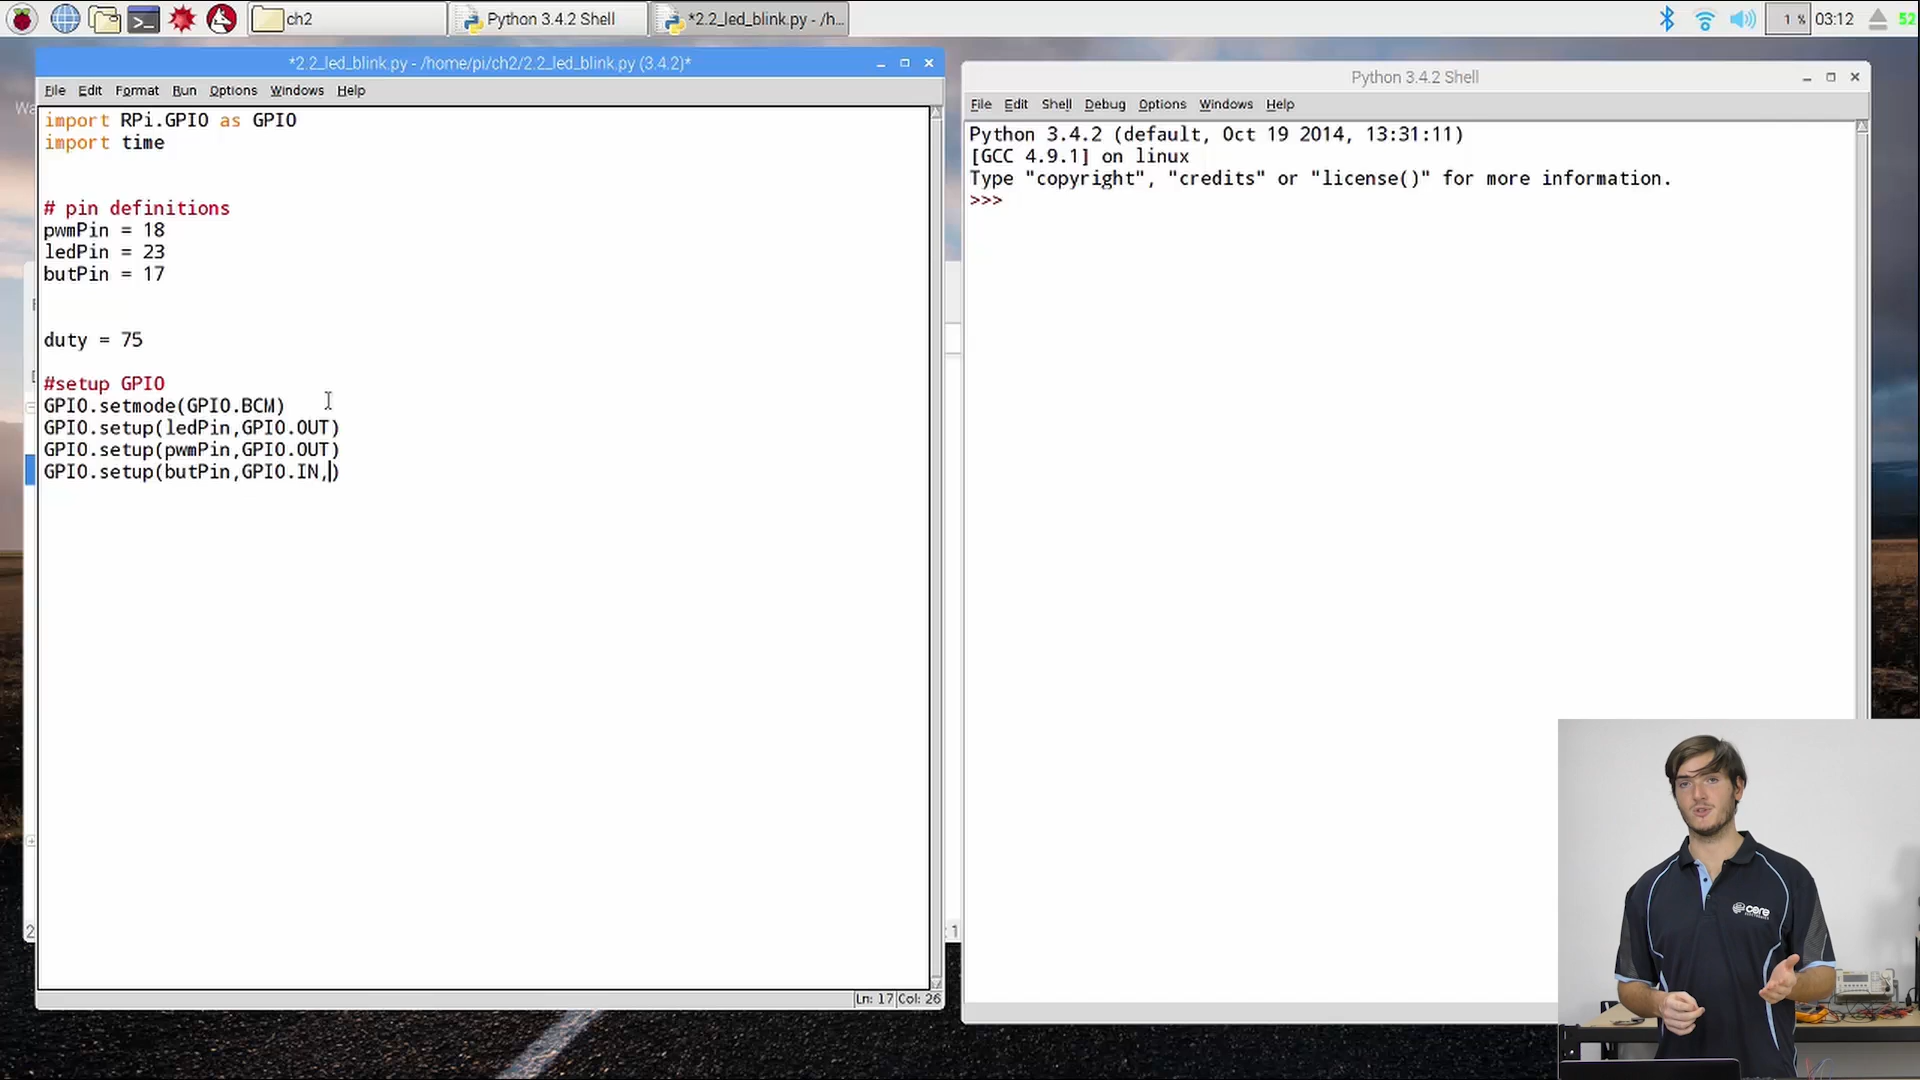 ch2
Python 3.4.2 Shell
*2.2_led_blink.py - /h...
1 %
03:12
52
*2.2_led_blink.py - /home/pi/ch2/2.2_led_blink.py (3.4.2)*
File Edit Format Run Options Windows Help
import RPi.GPIO as GPIO
import time
# pin definitions
pwmPin = 18
ledPin = 23
butPin = 17
duty = 75
#setup GPIO
GPIO.setmode(GPIO.BCM)
GPIO.setup(ledPin,GPIO.OUT)
GPIO.setup(pwmPin,GPIO.OUT)
GPIO.setup(butPin,GPIO.IN,)
Ln: 17 Col: 26
Python 3.4.2 Shell
File Edit Shell Debug Options Windows Help
Python 3.4.2 (default, Oct 19 2014, 13:31:11)
[GCC 4.9.1] on linux
Type "copyright", "credits" or "license()" for more information.
>>>
core